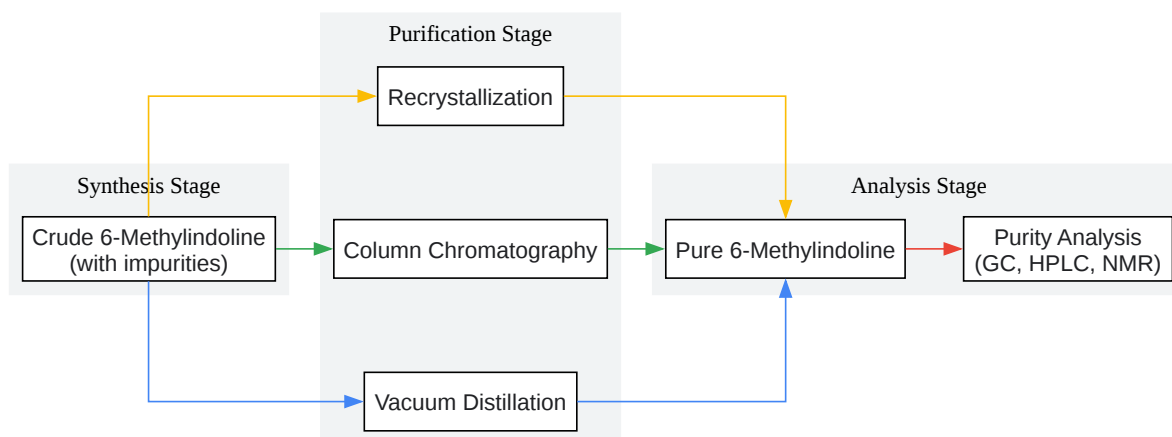 Purification Stage
Recrystallization
Synthesis Stage
Analysis Stage
Crude 6-Methylindoline
(with impurities)
Column Chromatography
Pure 6-Methylindoline
Purity Analysis
(GC, HPLC, NMR)
Vacuum Distillation